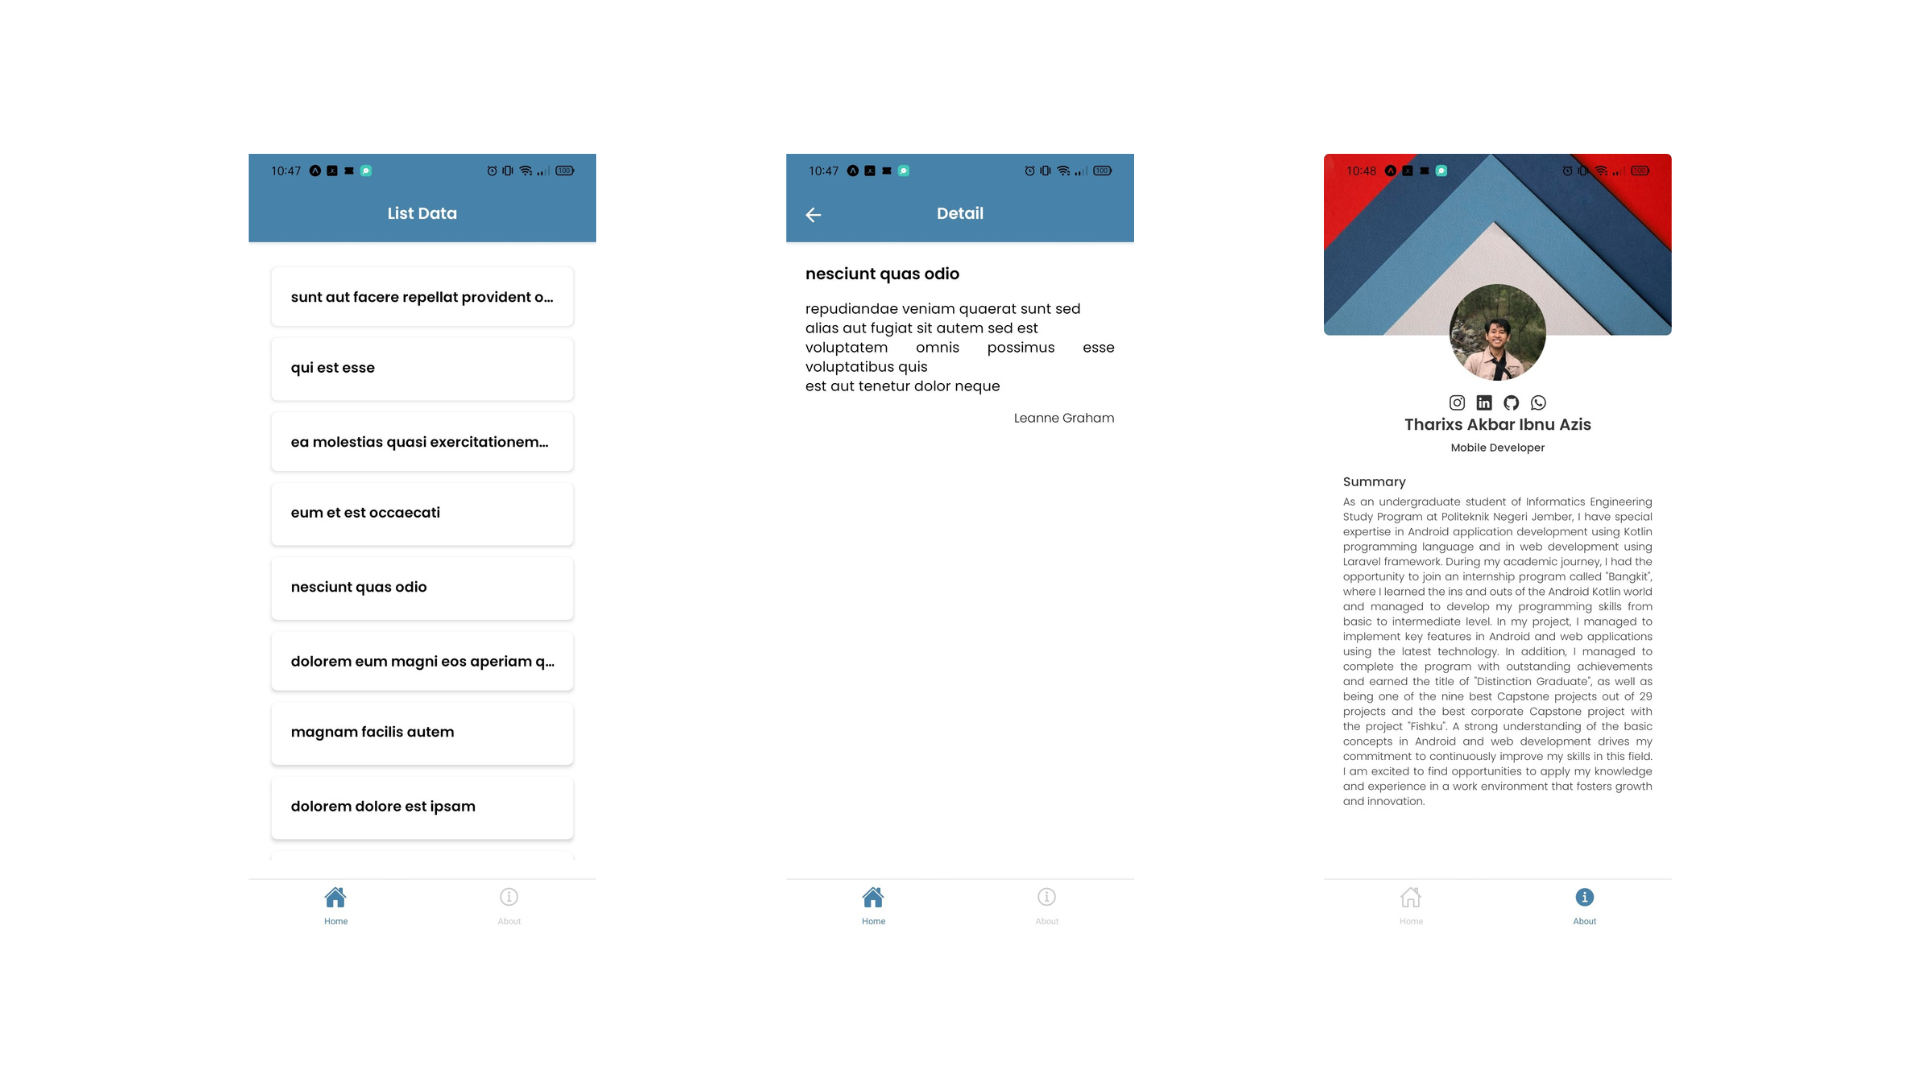 10:47
100
List Data
sunt aut facere repellat provident o...
qui est esse
ea molestias quasi exercitationem...
eum et est occaecati
nesciunt quas odio
dolorem eum magni eos aperiam q...
magnam facilis autem
dolorem dolore est ipsam
Home
About
10:47
100
Detail
nesciunt quas odio
repudiandae veniam quaerat sunt sed
alias aut fugiat sit autem sed est
voluptatem omnis possimus esse
voluptatibus quis
est aut tenetur dolor neque
Leanne Graham
Home
About
10:48
100
Tharixs Akbar Ibnu Azis
Mobile Developer
Summary
As an undergraduate student of Informatics Engineering
Study Program at Politeknik Negeri Jember, I have special
expertise in Android application development using Kotlin
programming language and in web development using
Laravel framework. During my academic journey, I had the
opportunity to join an internship program called "Bangkit",
where I learned the ins and outs of the Android Kotlin world
and managed to develop my programming skills from
basic to intermediate level. In my project, I managed to
implement key features in Android and web applications
using the latest technology. In addition, I managed to
complete the program with outstanding achievements
and earned the title of "Distinction Graduate", as well as
being one of the nine best Capstone projects out of 29
projects and the best corporate Capstone project with
the project "Fishku". A strong understanding of the basic
concepts in Android and web development drives my
commitment to continuously improve my skills in this field.
I am excited to find opportunities to apply my knowledge
and experience in a work environment that fosters growth
and innovation.
Home
About